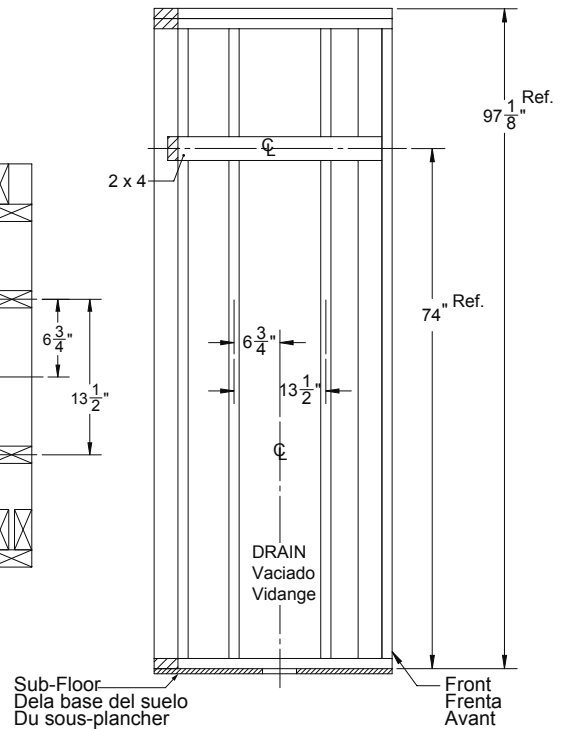 97 1/8" Ref.
℄
2 x 4
74" Ref.
6 3/4"
13 1/2"
6 3/4"
13 1/2"
℄
DRAIN
Vaciado
Vidange
Sub-Floor
Dela base del suelo
Du sous-plancher
Front
Frenta
Avant